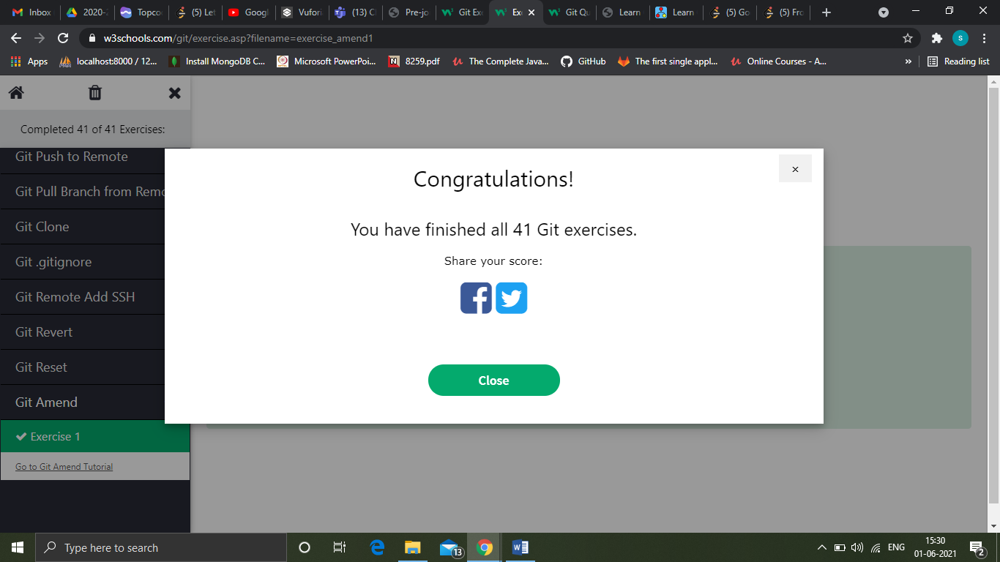 Inbox
2020-2
Topco
(5) Let
Googl
Vufori
(13) C
Pre-jo
Git Exe
Exe
Git Qu
Learn
Learn
(5) Go
(5) Fro
w3schools.com/git/exercise.asp?filename=exercise_amend1
S
Apps
localhost:8000 / 12...
Install MongoDB C...
Microsoft PowerPoi...
8259.pdf
The Complete Java...
GitHub
The first single appl...
Online Courses - A...
»
Reading list
Completed 41 of 41 Exercises:
Git Push to Remote
Git Pull Branch from Remo
Git Clone
Git .gitignore
Git Remote Add SSH
Git Revert
Git Reset
Git Amend
Exercise 1
Go to Git Amend Tutorial
×
Congratulations!
You have finished all 41 Git exercises.
Share your score:
Close
Type here to search
13
ENG
15:30
01-06-2021
2